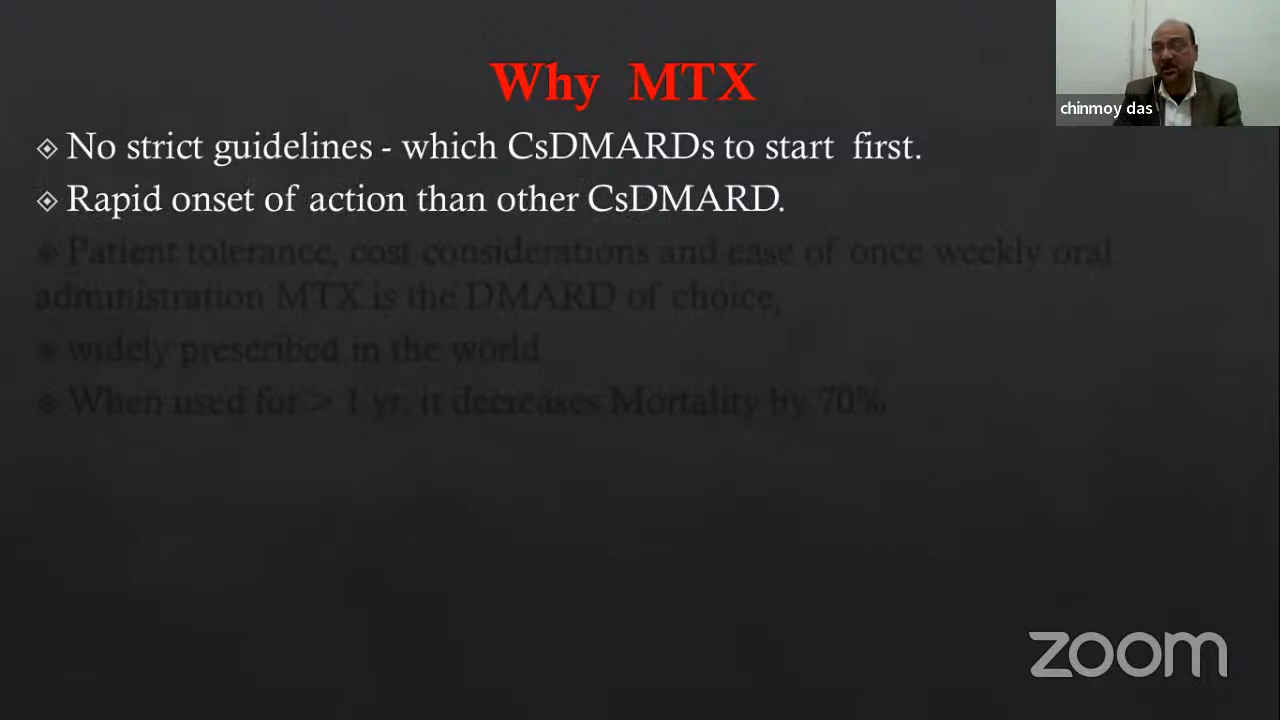 Why MTX
chinmoy das
No strict guidelines - which CsDMARDs to start first.
Rapid onset of action than other CsDMARD.
Patient tolerance, cost considerations and ease of once weekly oral
administration MTX is the DMARD of choice,
widely prescribed in the world
When used for > 1 yr, it decreases Mortality by 70%
zoom